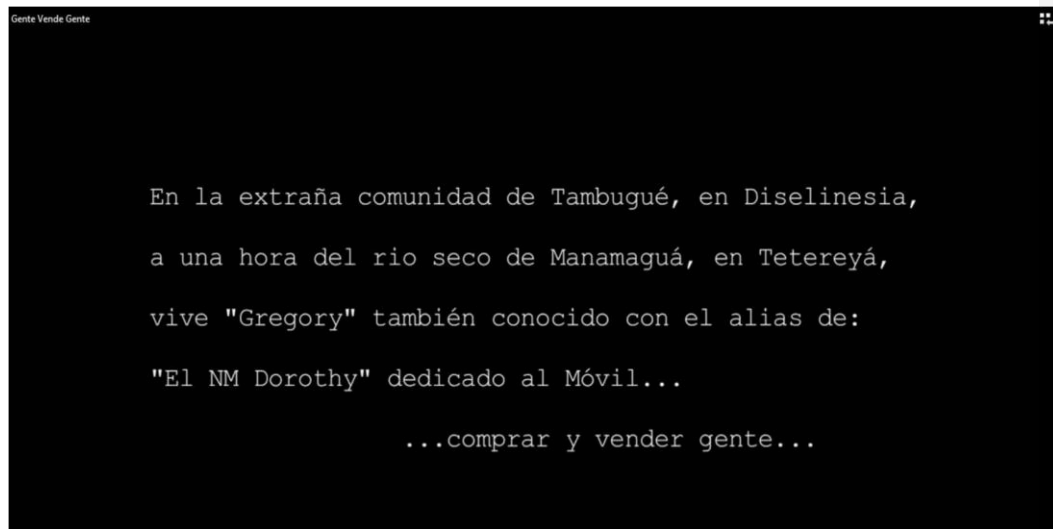 Gente Vende Gente
En la extraña comunidad de Tambugué, en Diselinesia,
a una hora del rio seco de Manamaguá, en Tetereyá,
vive "Gregory" también conocido con el alias de:
"El NM Dorothy" dedicado al Móvil...
...comprar y vender gente...